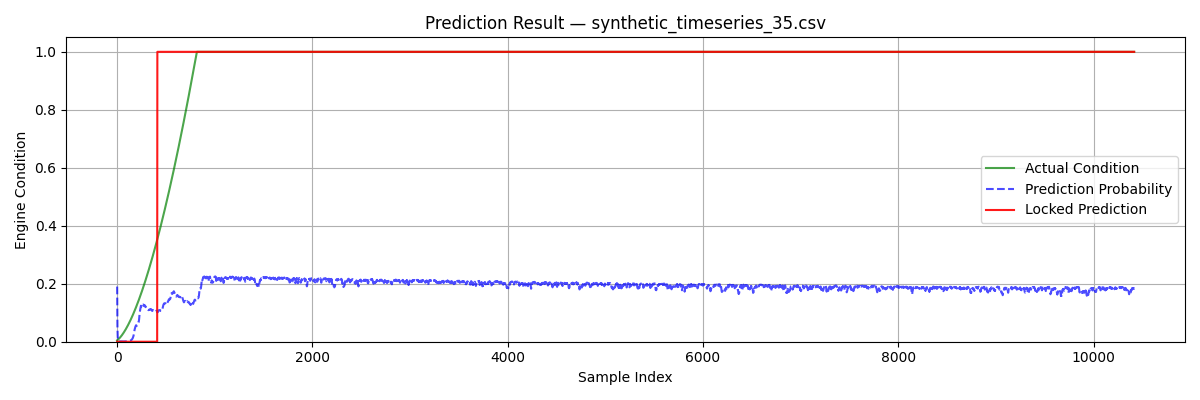 Prediction Result — synthetic_timeseries_35.csv
Engine Condition
1.0
0.8
0.6
0.4
0.2
0.0
Actual Condition
Prediction Probability
Locked Prediction
0 2000 4000 6000 8000 10000
Sample Index